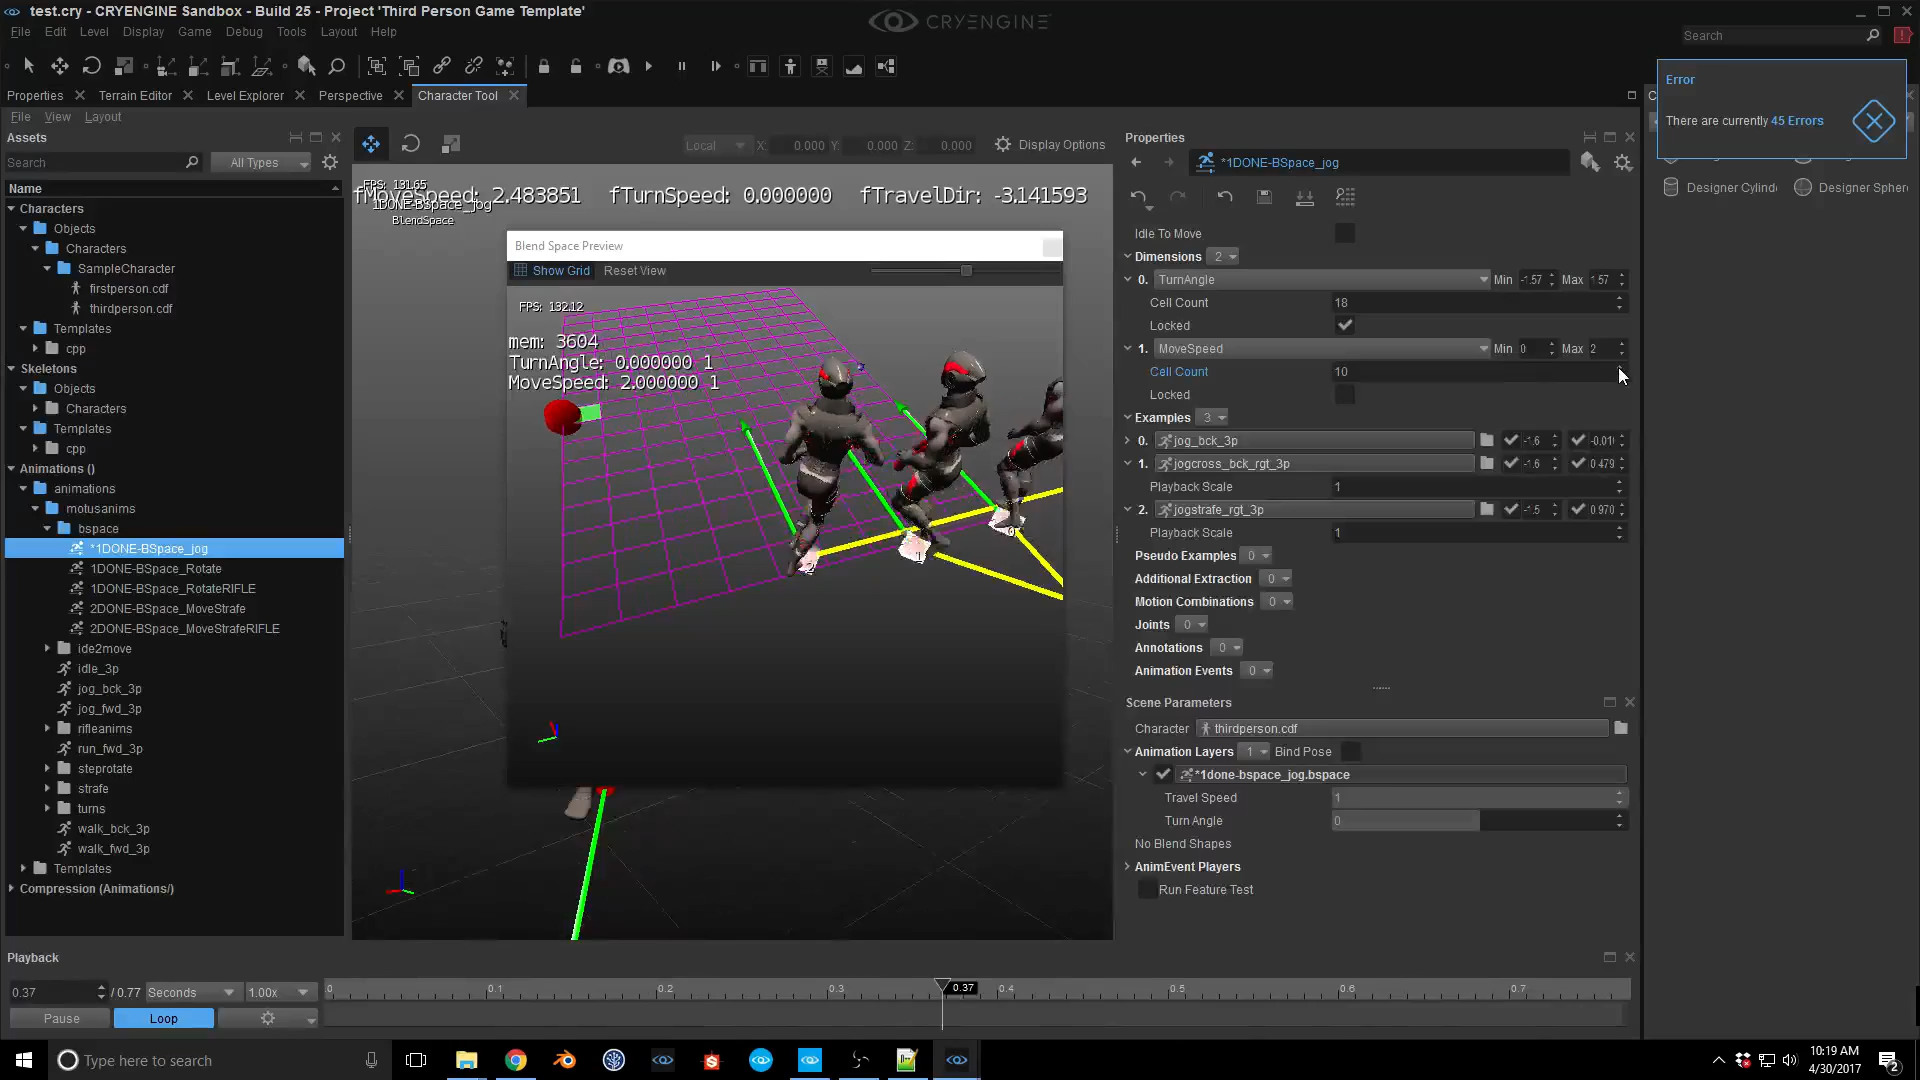 test.cry - CRYENGINE Sandbox - Build 25 - Project 'Third Person Game Template'
CRYENGINE
File Edit Level Display Game Debug Tools Layout Help
Search
Properties Terrain Editor Level Explorer Perspective Character Tool
Error
There are currently 45 Errors
File View Layout
Assets
Search All Types
Name
Characters
Objects
Characters
SampleCharacter
firstperson.cdf
thirdperson.cdf
Templates
cpp
Skeletons
Objects
Characters
Templates
cpp
Animations ()
animations
motusanims
bspace
*1DONE-BSpace_jog
1DONE-BSpace_Rotate
1DONE-BSpace_RotateRIFLE
2DONE-BSpace_MoveStrafe
2DONE-BSpace_MoveStrafeRIFLE
ide2move
idle_3p
jog_bck_3p
jog_fwd_3p
rifleanims
run_fwd_3p
steprotate
strafe
turns
walk_bck_3p
walk_fwd_3p
Templates
Compression (Animations/)
Local X: 0.000 Y: 0.000 Z: 0.000 Display Options
FPS: 131.65
fMoveSpeed: 2.483851 fTurnSpeed: 0.000000 fTravelDir: -3.141593
1DONE-BSpace_jog
BlendSpace
Blend Space Preview
Show Grid Reset View
FPS: 132.12
mem: 3604
TurnAngle: 0.000000 1
MoveSpeed: 2.000000 1
2
1
0
Properties
*1DONE-BSpace_jog
Designer Cylind Designer Spher
Idle To Move
Dimensions 2
0. TurnAngle Min -1.57 Max 1.57
Cell Count 18
Locked
1. MoveSpeed Min 0 Max 2
Cell Count 10
Locked
Examples 3
0. jog_bck_3p -1.6 -0.01
1. jogcross_bck_rgt_3p -1.6 0.479
Playback Scale 1
2. jogstrafe_rgt_3p -1.5 0.970
Playback Scale 1
Pseudo Examples 0
Additional Extraction 0
Motion Combinations 0
Joints 0
Annotations 0
Animation Events 0
Scene Parameters
Character thirdperson.cdf
Animation Layers 1 Bind Pose
*1done-bspace_jog.bspace
Travel Speed 1
Turn Angle 0
No Blend Shapes
AnimEvent Players
Run Feature Test
Playback
0.37 / 0.77 Seconds 1.00x
.0 0.1 0.2 0.3 0.37 0.4 0.5 0.6 0.7
Pause Loop
Type here to search
10:19 AM
4/30/2017
2